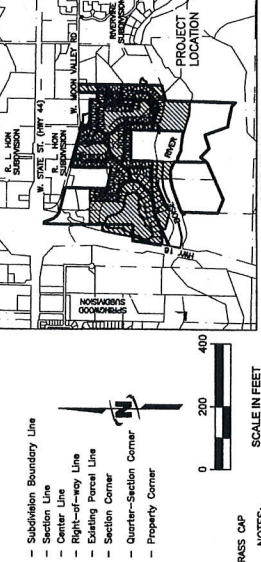 - Subdivision Boundary Line
- Section Line
- Center Line
- Right-of-way Line
- Existing Parcel Line
- Section Corner
- Quarter-Section Corner
- Property Corner
N
0 200 400
SCALE IN FEET
RASS CAP
NOTES:
R. L. HON
SUBDIVISION
W. STATE ST. (HWY 44)
R. L. HON
SUBDIVISION
W. MOON VALLEY RD
SUBDIVISION
PROJECT
LOCATION
RIVER
HWY 16
SPRINGWOOD
SUBDIVISION